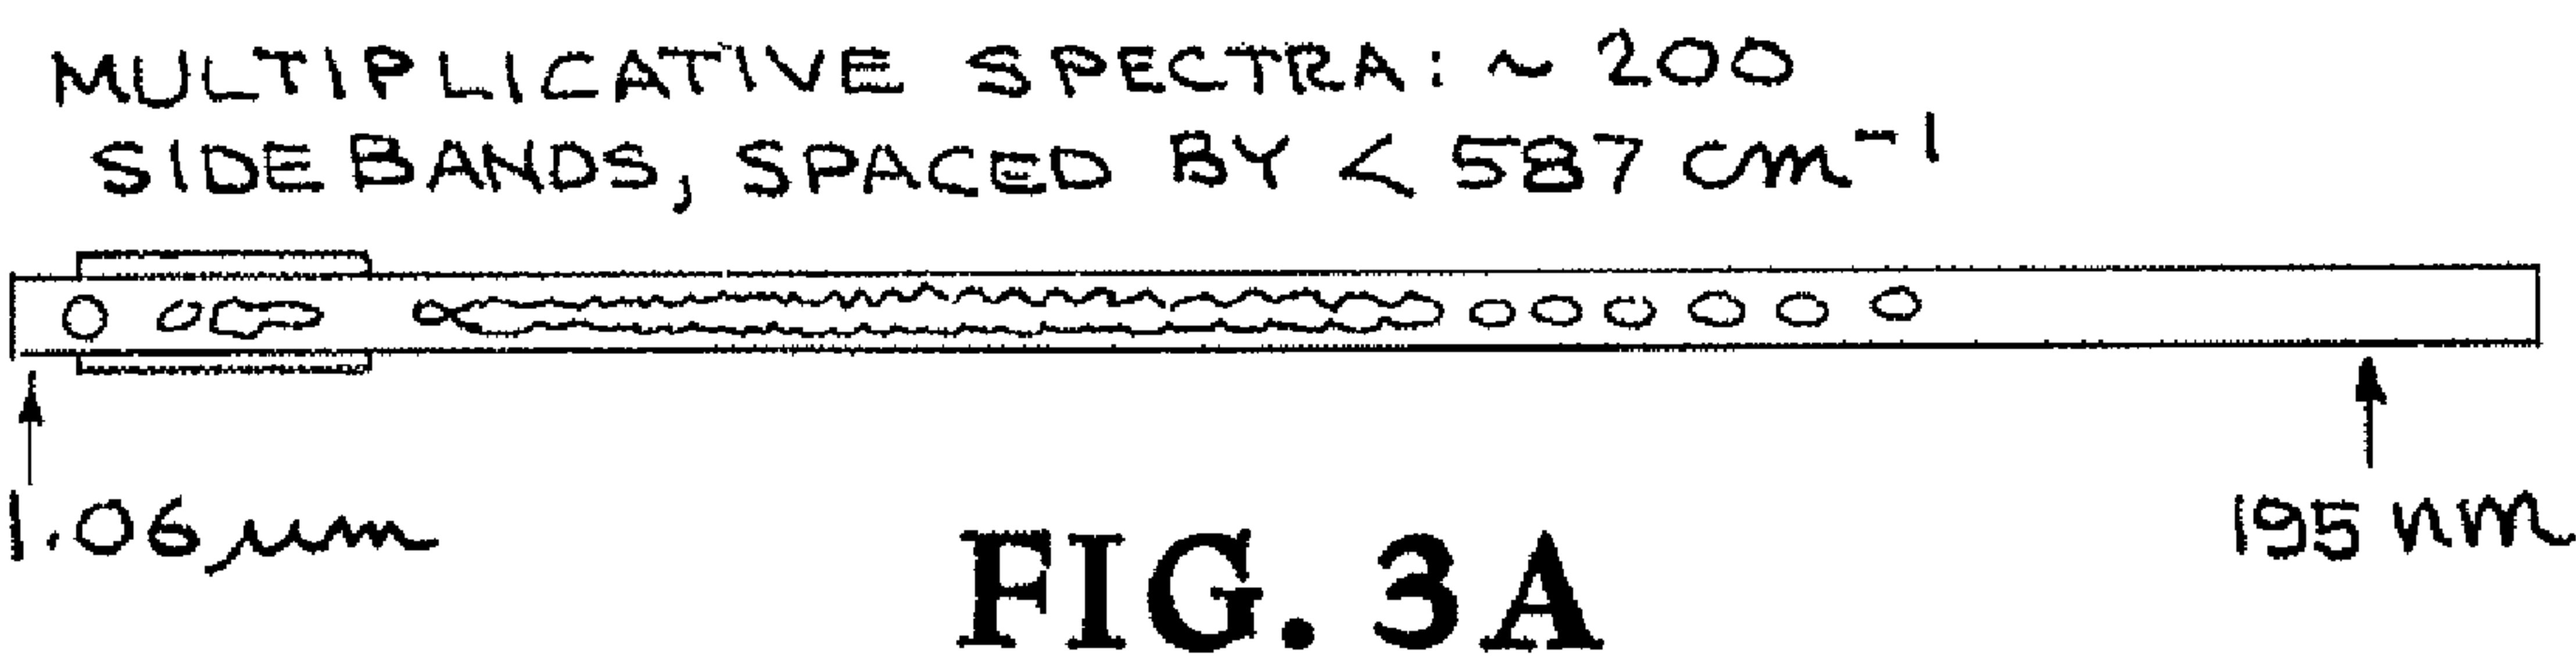 MULTIPLICATIVE SPECTRA: ~ 200
SIDEBANDS, SPACED BY < 587 cm⁻¹
1.06 μm
195 nm
FIG. 3A